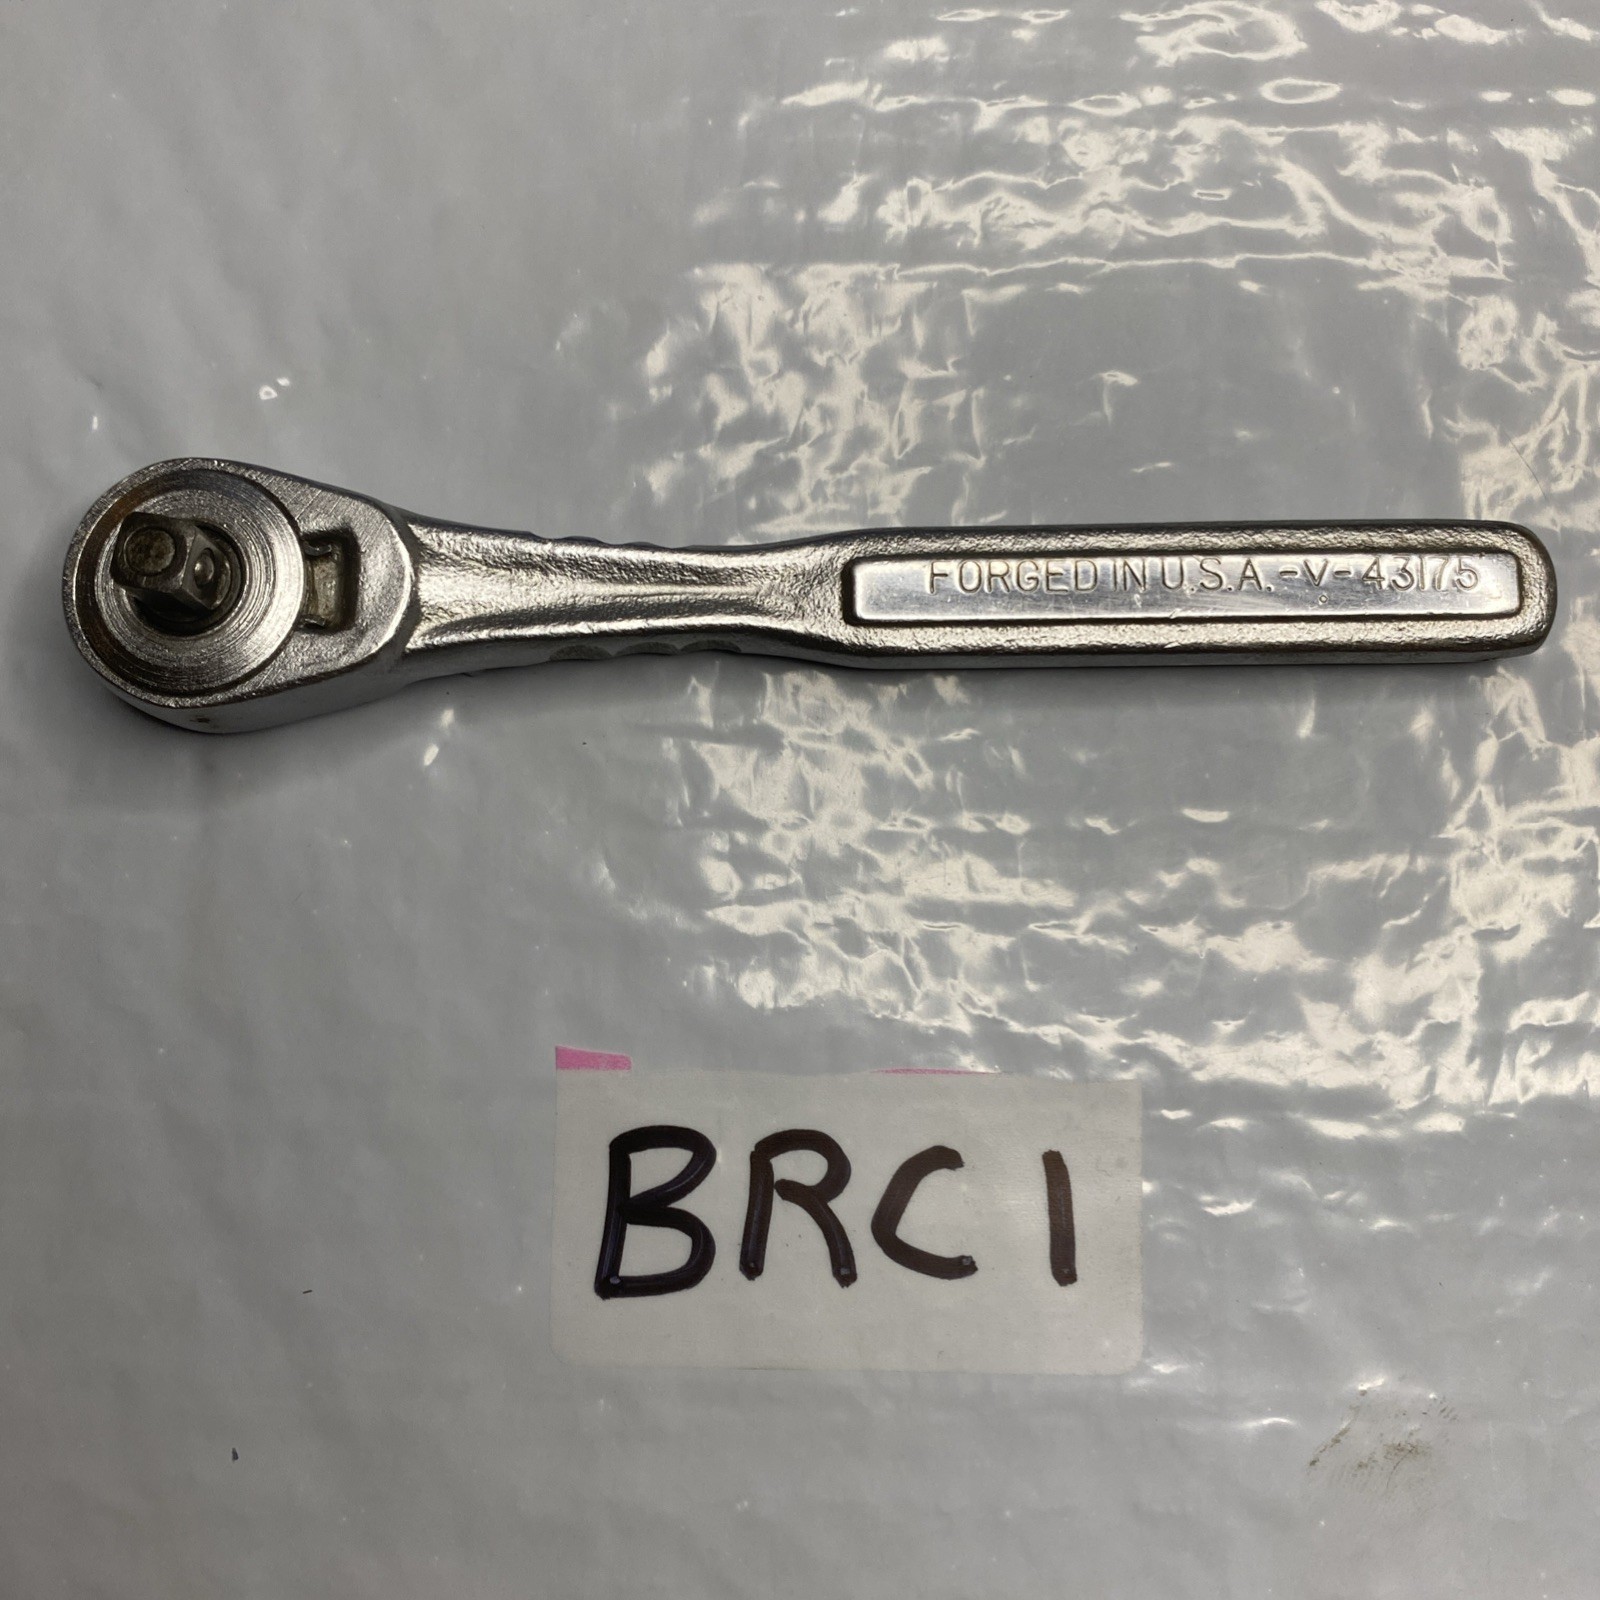 FORGED IN U.S.A. -V- 43175
BRC1